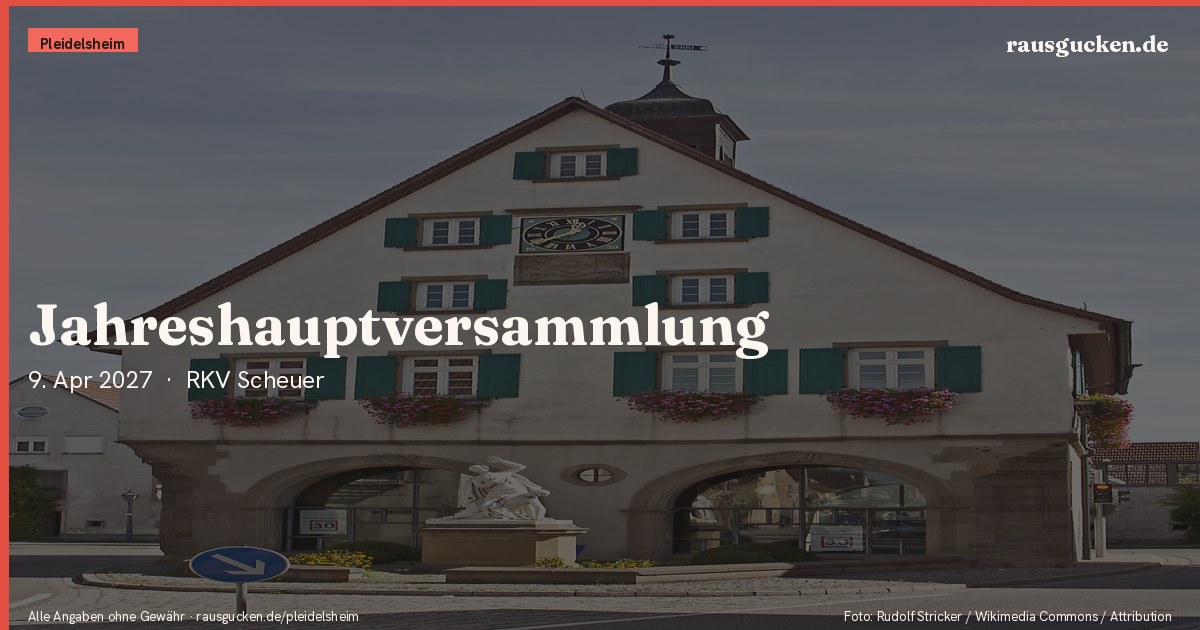 Pleidelsheim
rausgucken.de
Jahreshauptversammlung
9. Apr 2027 · RKV Scheuer
30
Alle Angaben ohne Gewähr · rausgucken.de/pleidelsheim
Foto: Rudolf Stricker / Wikimedia Commons / Attribution